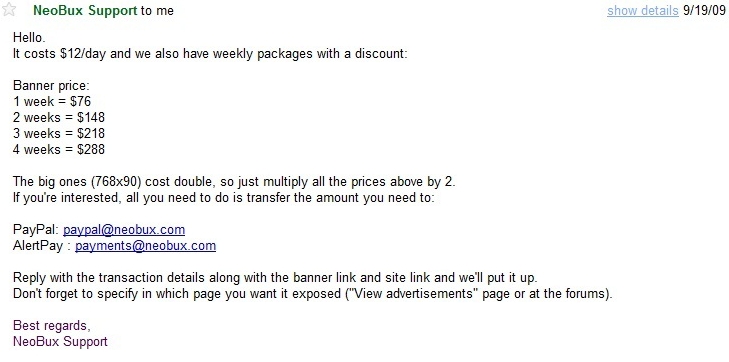 NeoBux Support to me show details 9/19/09
Hello.
It costs $12/day and we also have weekly packages with a discount:
Banner price:
1 week = $76
2 weeks = $148
3 weeks = $218
4 weeks = $288
The big ones (768x90) cost double, so just multiply all the prices above by 2.
If you're interested, all you need to do is transfer the amount you need to:
PayPal: paypal@neobux.com
AlertPay : payments@neobux.com
Reply with the transaction details along with the banner link and site link and we'll put it up.
Don't forget to specify in which page you want it exposed ("View advertisements" page or at the forums).
Best regards,
NeoBux Support